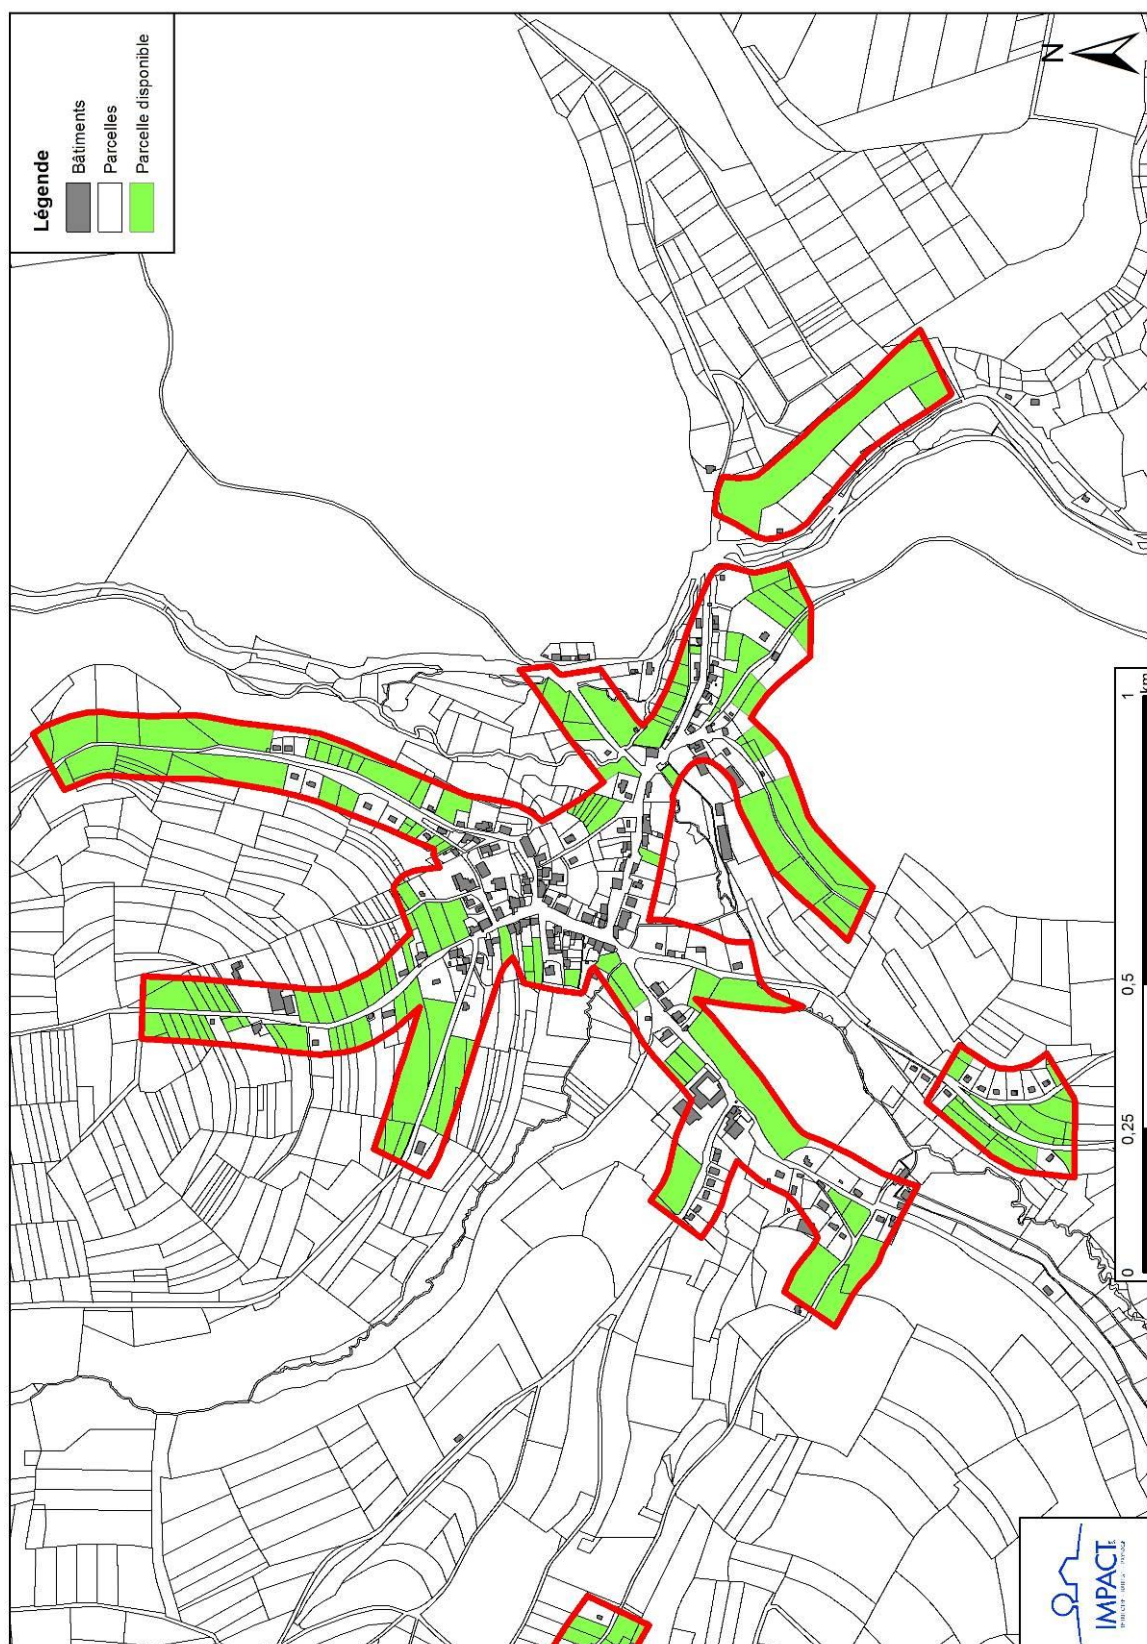 Légende
Bâtiments
Parcelles
Parcelle disponible
N
0
0,25
0,5
1
km
IMPACT